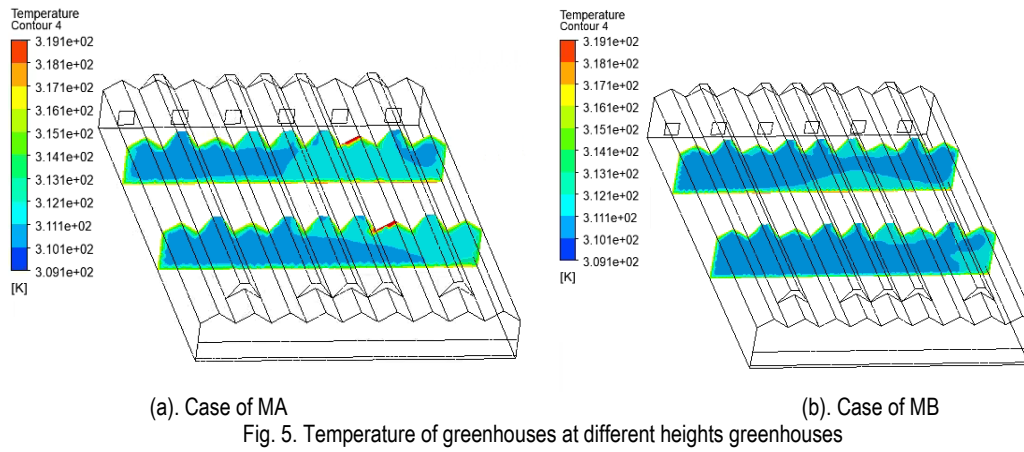 Temperature
Contour 4
3.191e+02
3.181e+02
3.171e+02
3.161e+02
3.151e+02
3.141e+02
3.131e+02
3.121e+02
3.111e+02
3.101e+02
3.091e+02
[K]
Temperature
Contour 4
3.191e+02
3.181e+02
3.171e+02
3.161e+02
3.151e+02
3.141e+02
3.131e+02
3.121e+02
3.111e+02
3.101e+02
3.091e+02
[K]
(a). Case of MA
(b). Case of MB
Fig. 5. Temperature of greenhouses at different heights greenhouses